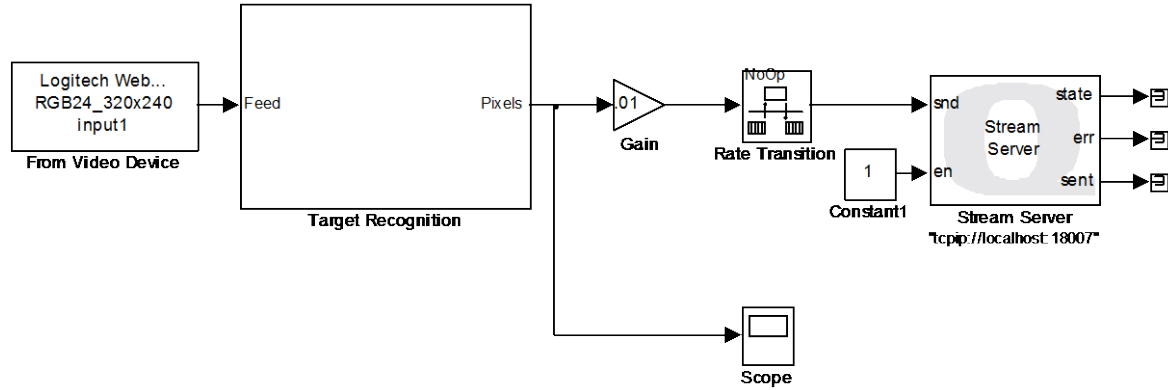 Logitech Web...
RGB24_320x240
input1
From Video Device
Feed
Pixels
Target Recognition
.01
Gain
NoOp
Rate Transition
1
Constant1
snd
en
Stream
Server
state
err
sent
Stream Server
"tcpip://localhost:18007"
Scope